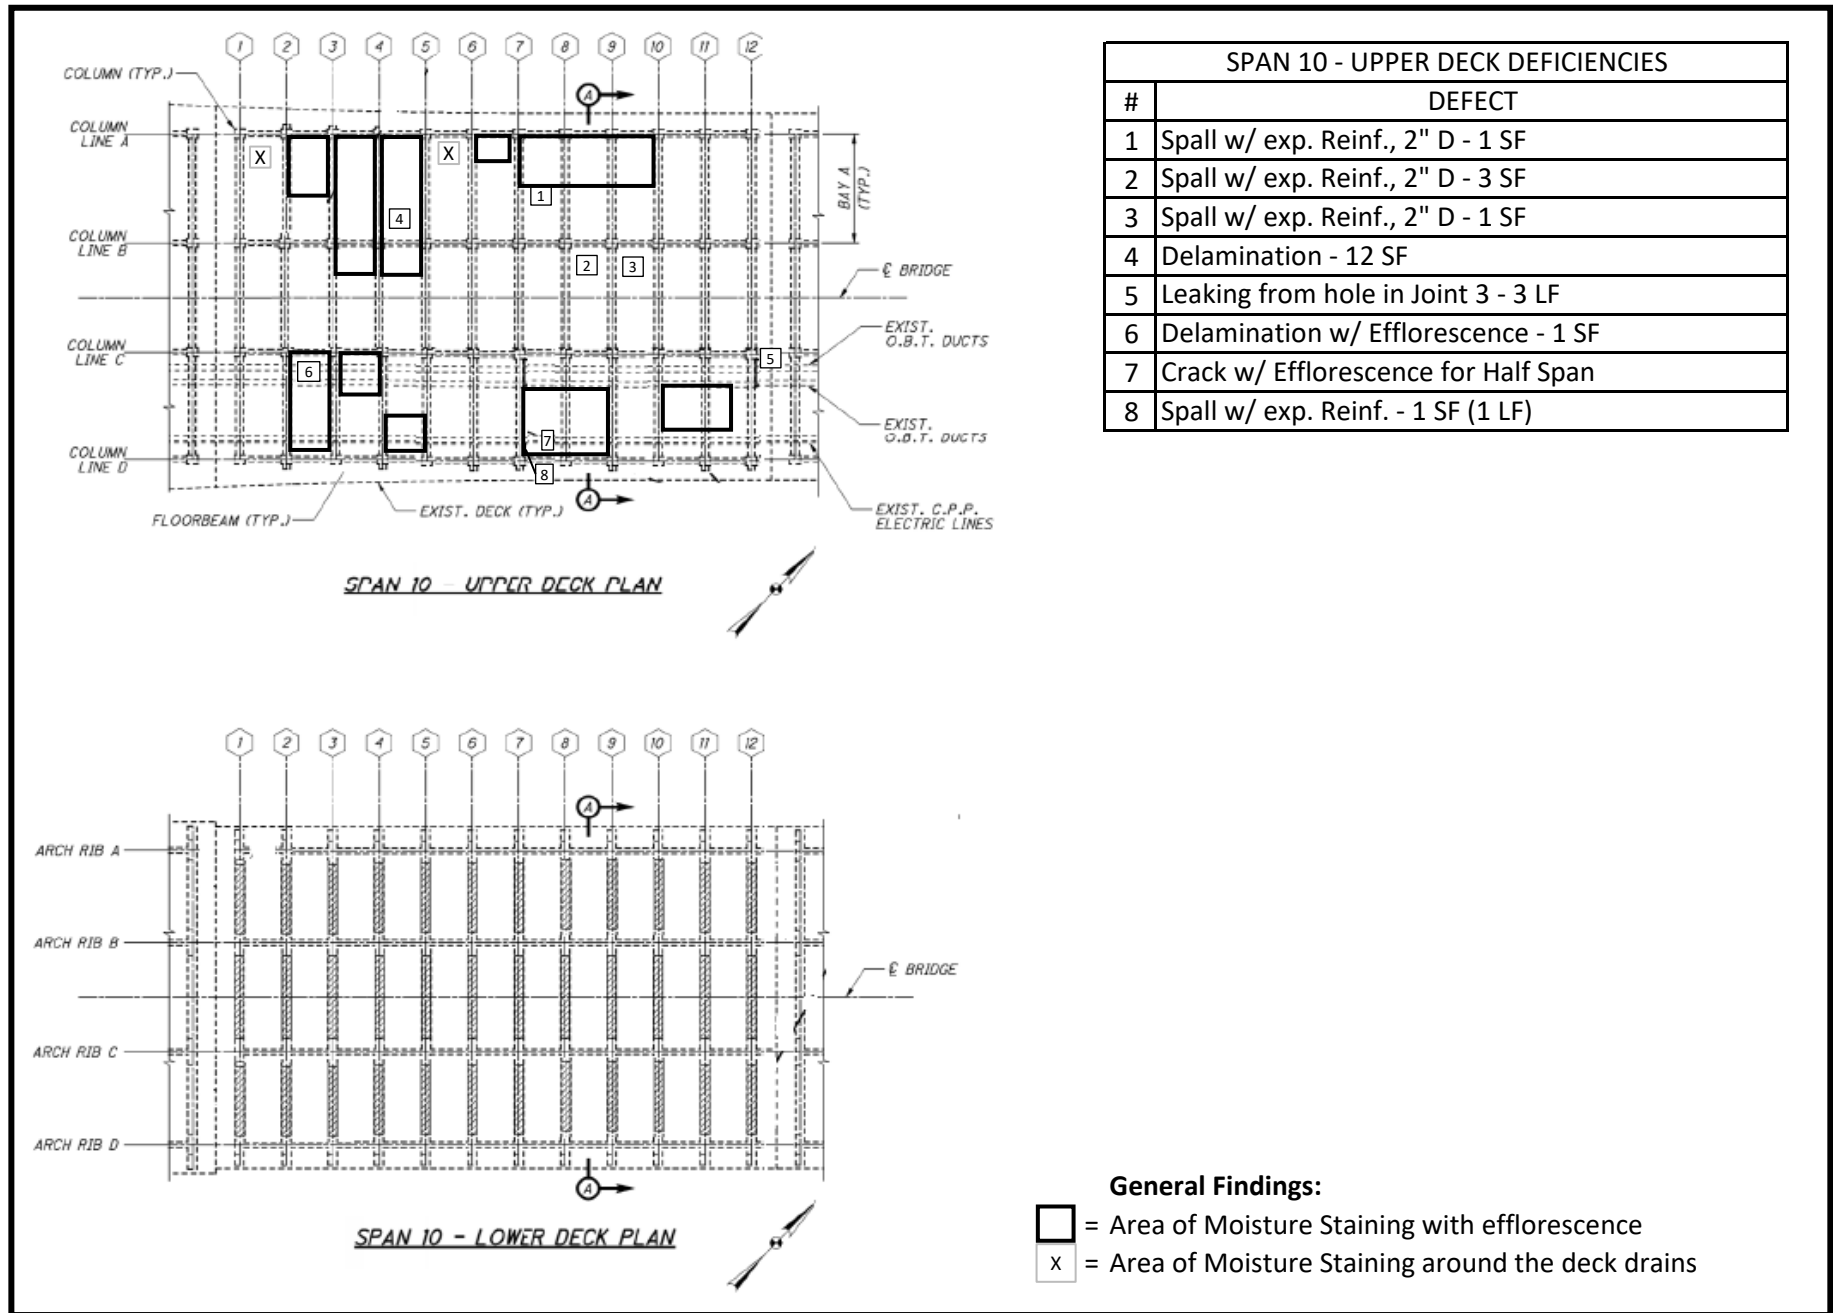 1 2 3 4 5 6 7 8 9 10 11 12
COLUMN (TYP.)
A
COLUMN
LINE A
X
X
1
BAY A
(TYP.)
4
COLUMN
LINE B
2
3
℄ BRIDGE
EXIST.
O.B.T. DUCTS
COLUMN
LINE C
5
6
EXIST.
O.B.T. DUCTS
7
COLUMN
LINE D
8
A
FLOORBEAM (TYP.)
EXIST. DECK (TYP.)
EXIST. C.P.P.
ELECTRIC LINES
SPAN 10 - UPPER DECK PLAN
SPAN 10 - UPPER DECK DEFICIENCIES
# DEFECT
1 Spall w/ exp. Reinf., 2" D - 1 SF
2 Spall w/ exp. Reinf., 2" D - 3 SF
3 Spall w/ exp. Reinf., 2" D - 1 SF
4 Delamination - 12 SF
5 Leaking from hole in Joint 3 - 3 LF
6 Delamination w/ Efflorescence - 1 SF
7 Crack w/ Efflorescence for Half Span
8 Spall w/ exp. Reinf. - 1 SF (1 LF)
1 2 3 4 5 6 7 8 9 10 11 12
A
ARCH RIB A
ARCH RIB B
℄ BRIDGE
ARCH RIB C
ARCH RIB D
A
SPAN 10 - LOWER DECK PLAN
General Findings:
= Area of Moisture Staining with efflorescence
X = Area of Moisture Staining around the deck drains